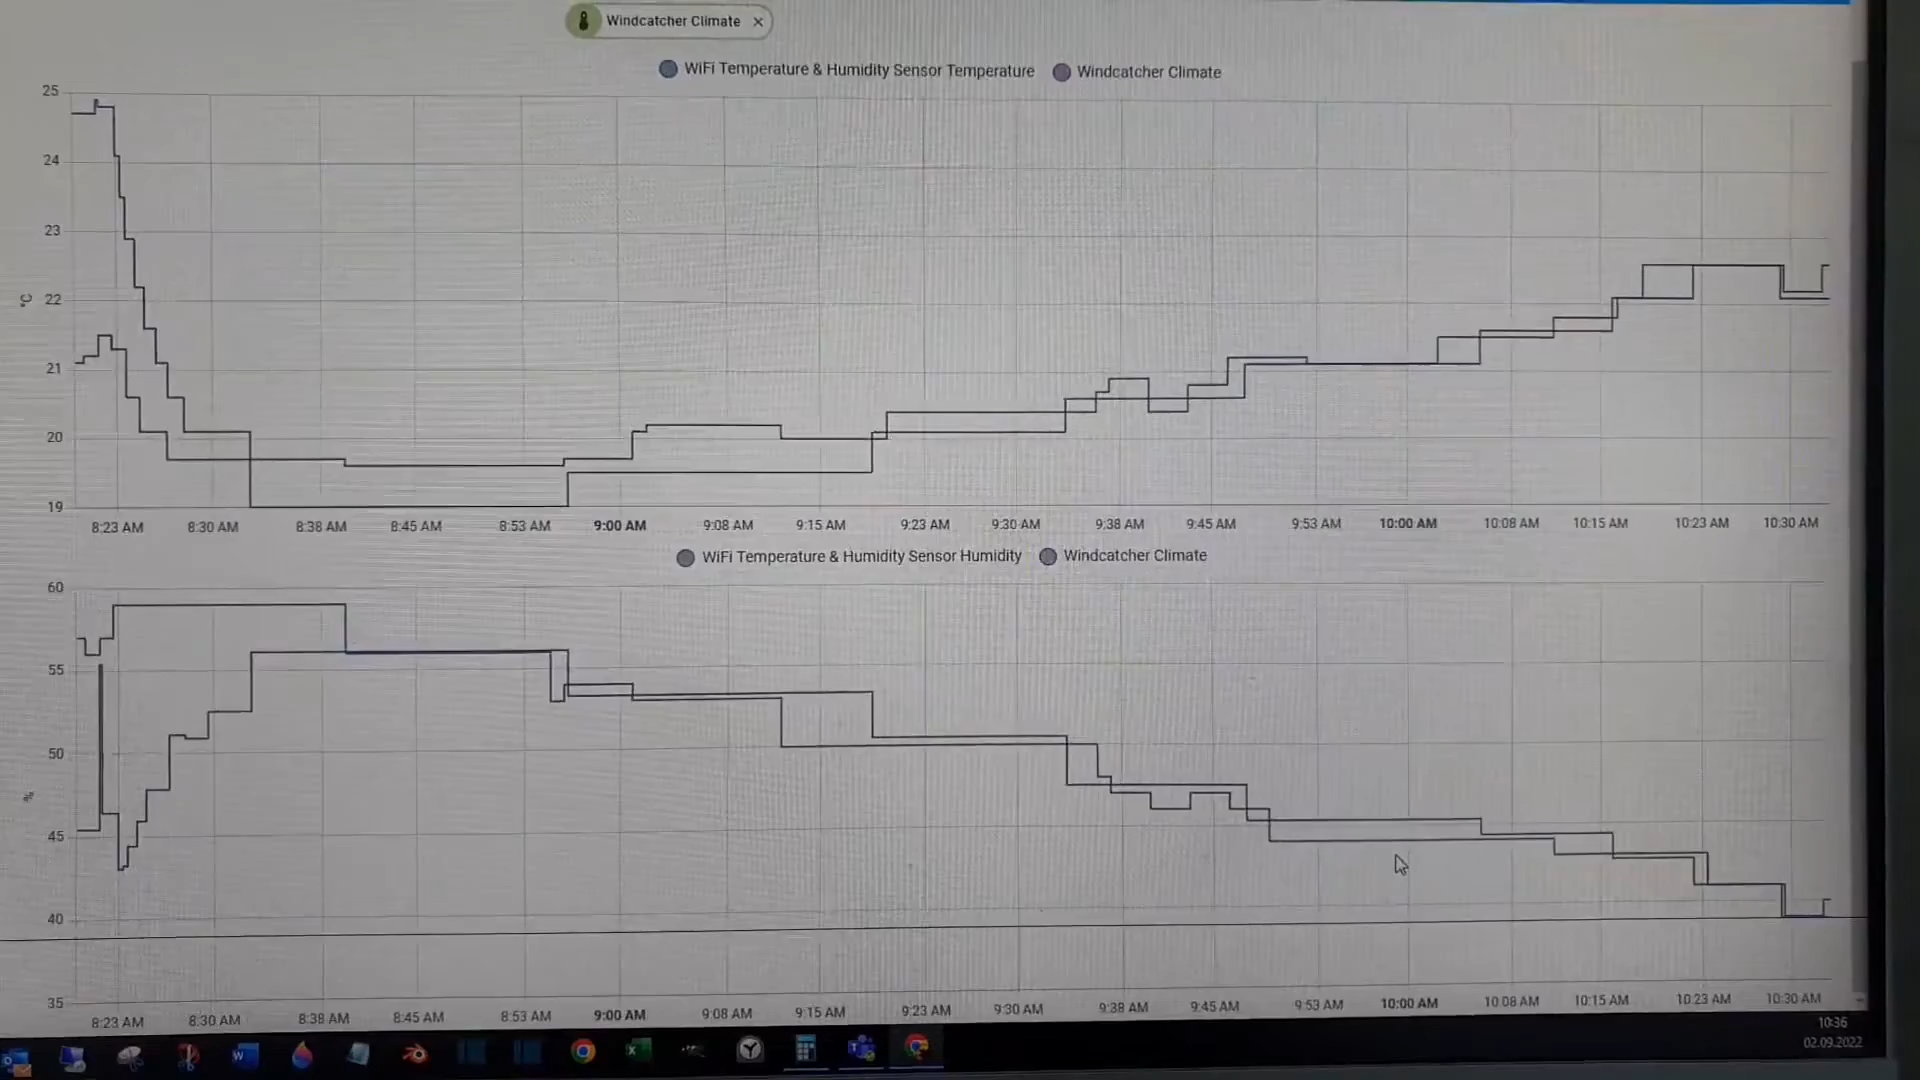 Windcatcher Climate ×
WiFi Temperature & Humidity Sensor Temperature Windcatcher Climate
25
24
23
°C 22
21
20
19
8:23 AM 8:30 AM 8:38 AM 8:45 AM 8:53 AM 9:00 AM 9:08 AM 9:15 AM 9:23 AM 9:30 AM 9:38 AM 9:45 AM 9:53 AM 10:00 AM 10:08 AM 10:15 AM 10:23 AM 10:30 AM
WiFi Temperature & Humidity Sensor Humidity Windcatcher Climate
60
55
50
%
45
40
35
8:23 AM 8:30 AM 8:38 AM 8:45 AM 8:53 AM 9:00 AM 9:08 AM 9:15 AM 9:23 AM 9:30 AM 9:38 AM 9:45 AM 9:53 AM 10:00 AM 10:08 AM 10:15 AM 10:23 AM 10:30 AM
10:36
02.09.2022